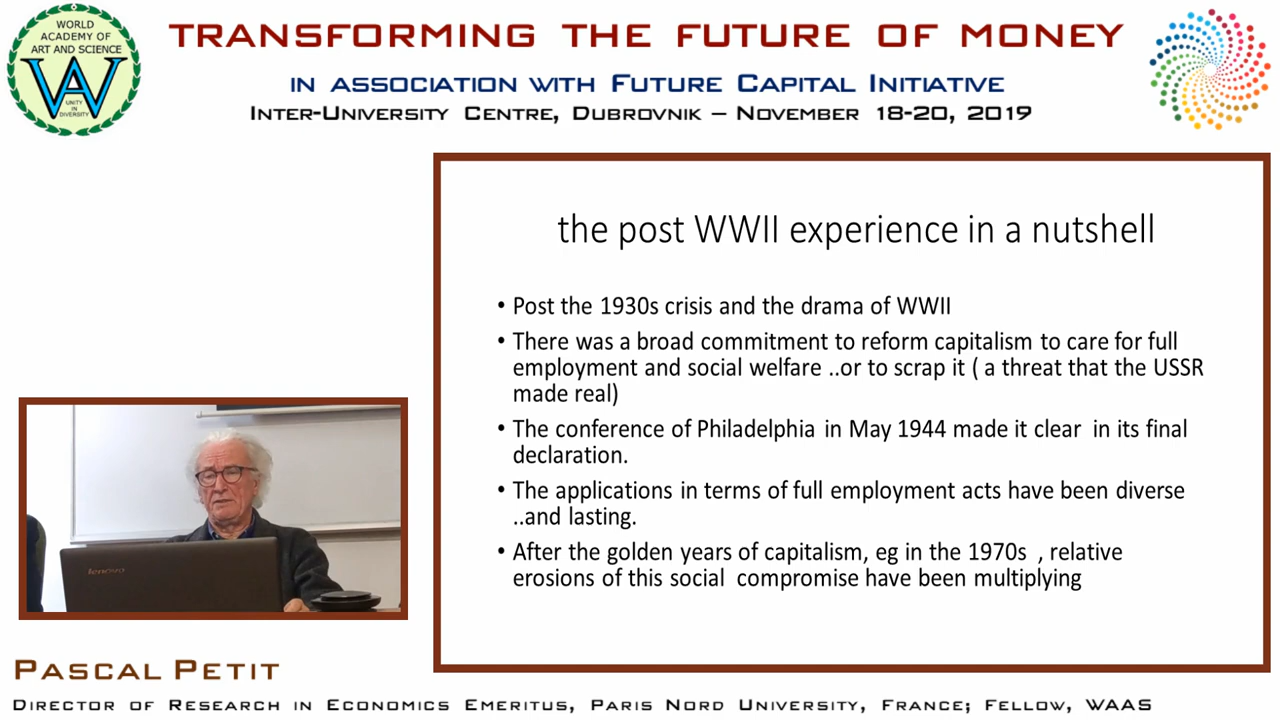 WORLD
ACADEMY OF
ART AND SCIENCE
WA
UNITY
IN
DIVERSITY
TRANSFORMING THE FUTURE OF MONEY
IN ASSOCIATION WITH FUTURE CAPITAL INITIATIVE
INTER-UNIVERSITY CENTRE, DUBROVNIK – NOVEMBER 18-20, 2019
the post WWII experience in a nutshell
• Post the 1930s crisis and the drama of WWII
• There was a broad commitment to reform capitalism to care for full
employment and social welfare ..or to scrap it ( a threat that the USSR
made real)
• The conference of Philadelphia in May 1944 made it clear in its final
declaration.
• The applications in terms of full employment acts have been diverse
..and lasting.
• After the golden years of capitalism, eg in the 1970s , relative
erosions of this social compromise have been multiplying
lenovo
PASCAL PETIT
DIRECTOR OF RESEARCH IN ECONOMICS EMERITUS, PARIS NORD UNIVERSITY, FRANCE; FELLOW, WAAS